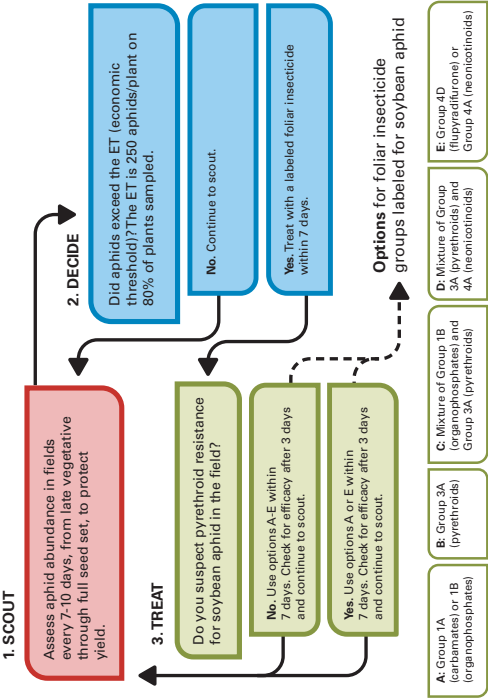 1. SCOUT
Assess aphid abundance in fields
every 7-10 days, from late vegetative
through full seed set, to protect
yield.
2. DECIDE
Did aphids exceed the ET (economic
threshold)? The ET is 250 aphids/plant on
80% of plants sampled.
No. Continue to scout.
Yes. Treat with a labeled foliar insecticide
within 7 days.
3. TREAT
Do you suspect pyrethroid resistance
for soybean aphid in the field?
No. Use options A-E within
7 days. Check for efficacy after 3 days
and continue to scout.
Yes. Use options A or E within
7 days. Check for efficacy after 3 days
and continue to scout.
Options for foliar insecticide
groups labeled for soybean aphid
A: Group 1A
(carbamates) or 1B
(organophosphates)
B: Group 3A
(pyrethroids)
C: Mixture of Group 1B
(organophosphates) and
Group 3A (pyrethroids)
D: Mixture of Group
3A (pyrethroids) and
4A (neonicotinoids)
E: Group 4D
(flupyradifurone) or
Group 4A (neonicotinoids)